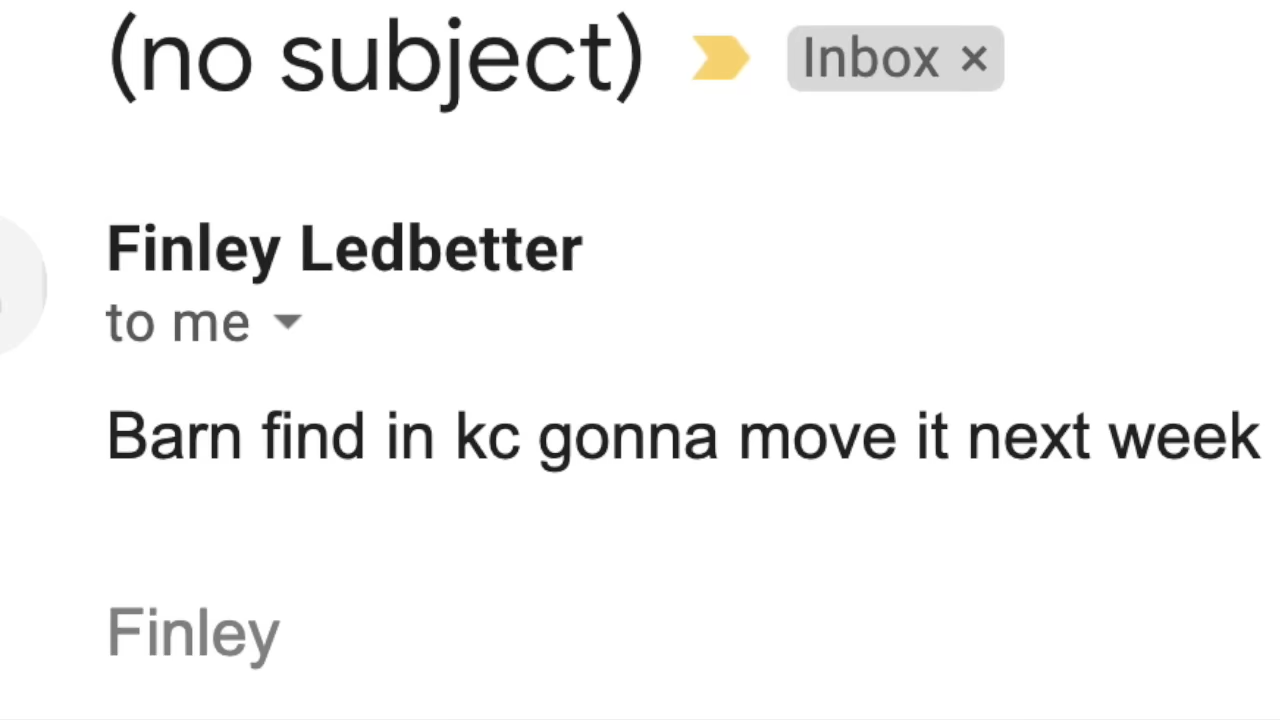 (no subject) Inbox ×
Finley Ledbetter
to me
Barn find in kc gonna move it next week
Finley